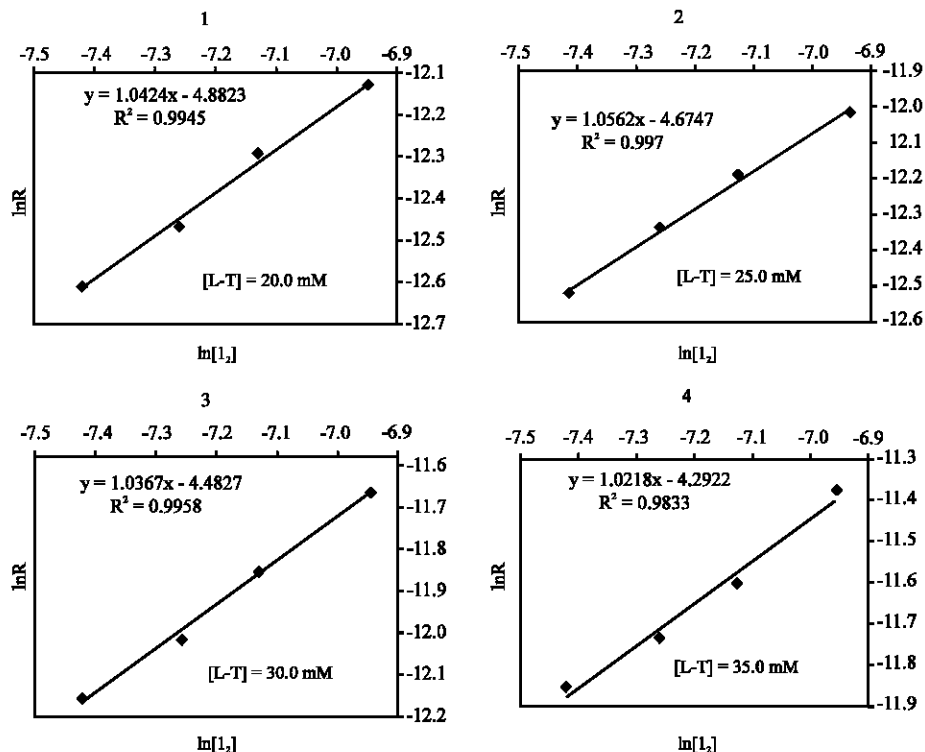 1
-7.5 -7.4 -7.3 -7.2 -7.1 -7.0 -6.9
y = 1.0424x - 4.8823
R² = 0.9945
-12.1
-12.2
-12.3
-12.4
-12.5
-12.6
-12.7
lnR
[L-T] = 20.0 mM
ln[1₂]
2
-7.5 -7.4 -7.3 -7.2 -7.1 -7.0 -6.9
y = 1.0562x - 4.6747
R² = 0.997
-11.9
-12.0
-12.1
-12.2
-12.3
-12.4
-12.5
-12.6
lnR
[L-T] = 25.0 mM
ln[1₂]
3
-7.5 -7.4 -7.3 -7.2 -7.1 -7.0 -6.9
y = 1.0367x - 4.4827
R² = 0.9958
-11.6
-11.7
-11.8
-11.9
-12.0
-12.1
-12.2
lnR
[L-T] = 30.0 mM
ln[1₂]
4
-7.5 -7.4 -7.3 -7.2 -7.1 -7.0 -6.9
y = 1.0218x - 4.2922
R² = 0.9833
-11.3
-11.4
-11.5
-11.6
-11.7
-11.8
-11.9
lnR
[L-T] = 35.0 mM
ln[1₂]